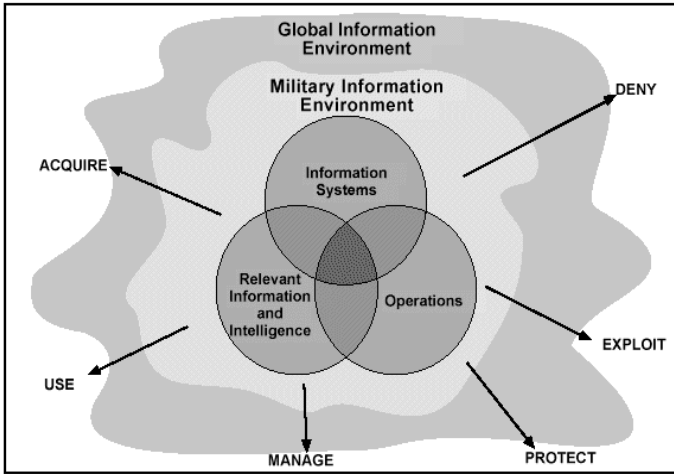 Global Information
Environment
Military Information
Environment
DENY
ACQUIRE
Information
Systems
Relevant
Information
and
Intelligence
Operations
EXPLOIT
USE
MANAGE
PROTECT